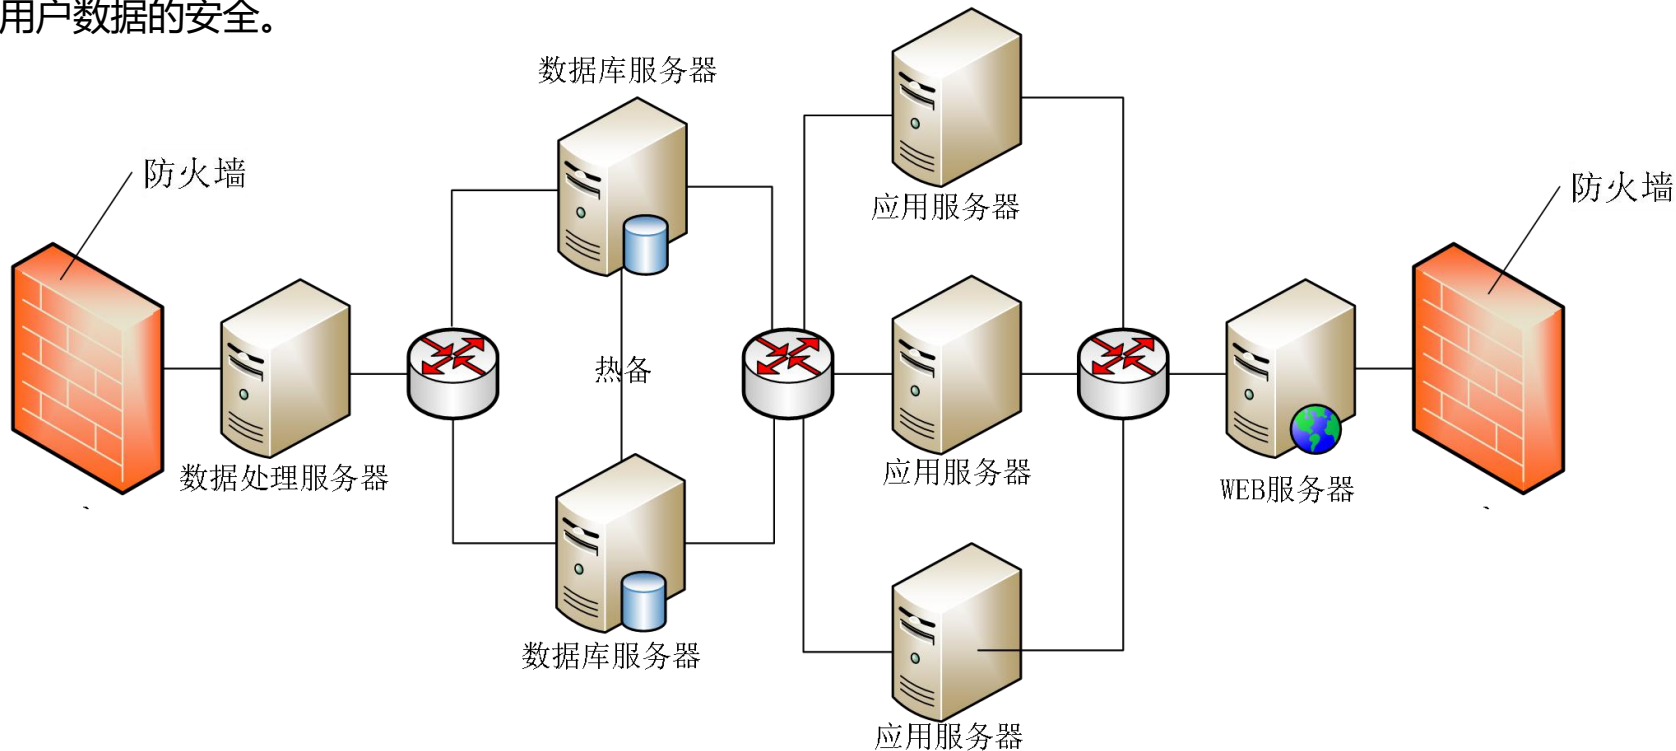 用户数据的安全。
数据库服务器
防火墙
应用服务器
防火墙
热备
数据处理服务器
应用服务器
WEB服务器
数据库服务器
应用服务器